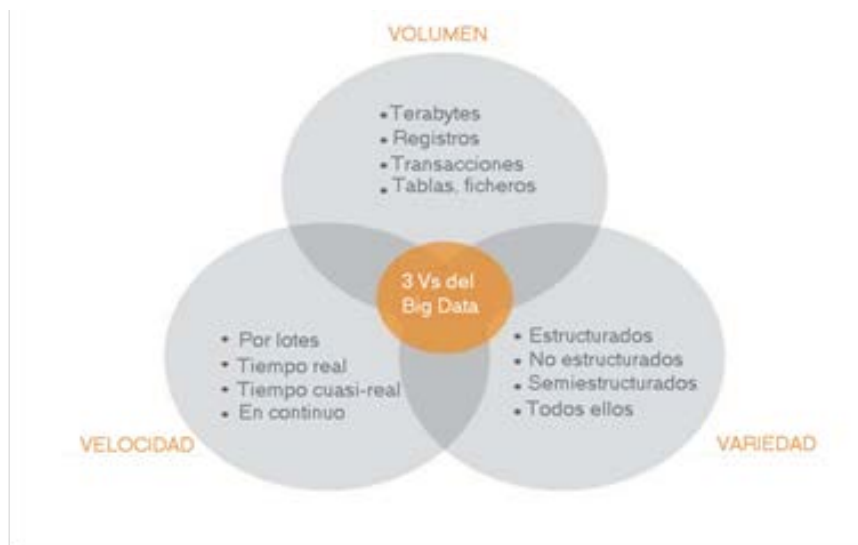 VOLUMEN
• Terabytes
• Registros
• Transacciones
• Tablas, ficheros
3 Vs del
Big Data
• Por lotes
• Tiempo real
• Tiempo cuasi-real
• En continuo
VELOCIDAD
• Estructurados
• No estructurados
• Semiestructurados
• Todos ellos
VARIEDAD